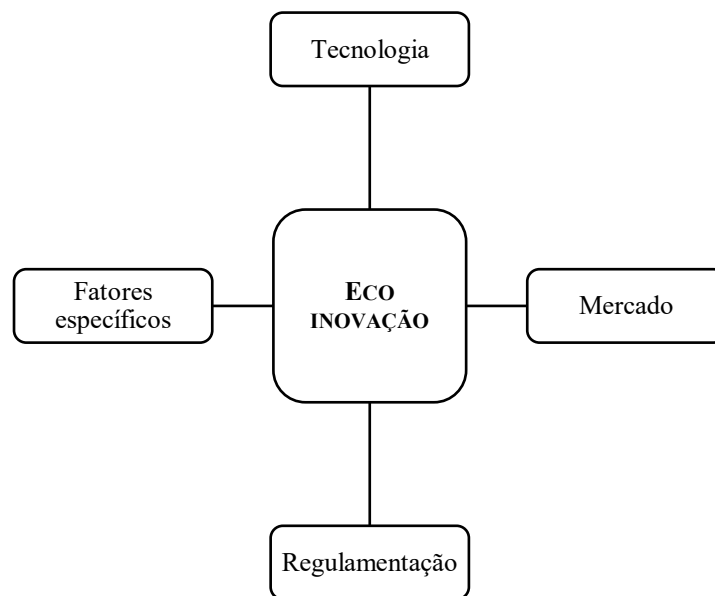 Tecnologia
Fatores
específicos
ECO
INOVAÇÃO
Mercado
Regulamentação